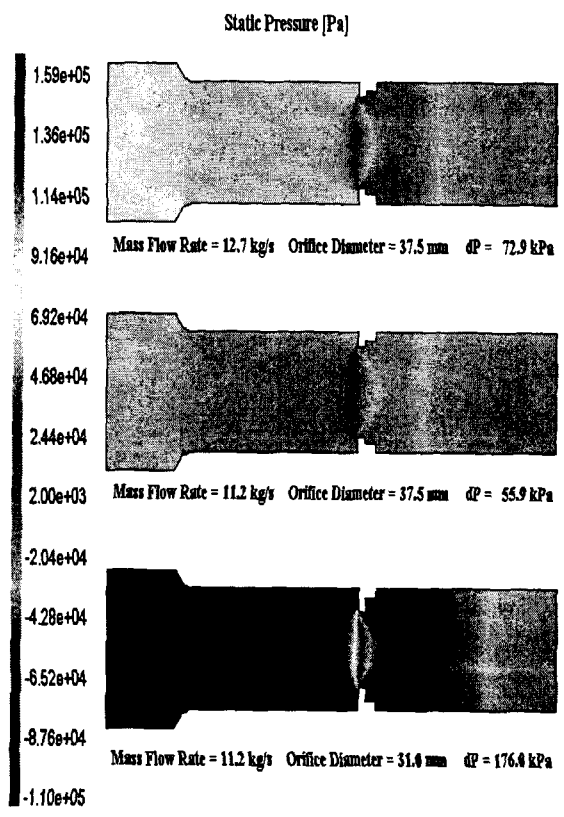 Static Pressure [Pa]
1.59e+05
1.36e+05
1.14e+05
9.16e+04
6.92e+04
4.68e+04
2.44e+04
2.00e+03
-2.04e+04
-4.28e+04
-6.52e+04
-8.76e+04
-1.10e+05
Mass Flow Rate = 12.7 kg/s Orifice Diameter = 37.5 mm dP = 72.9 kPa
Mass Flow Rate = 11.2 kg/s Orifice Diameter = 37.5 mm dP = 55.9 kPa
Mass Flow Rate = 11.2 kg/s Orifice Diameter = mm dP = kPa